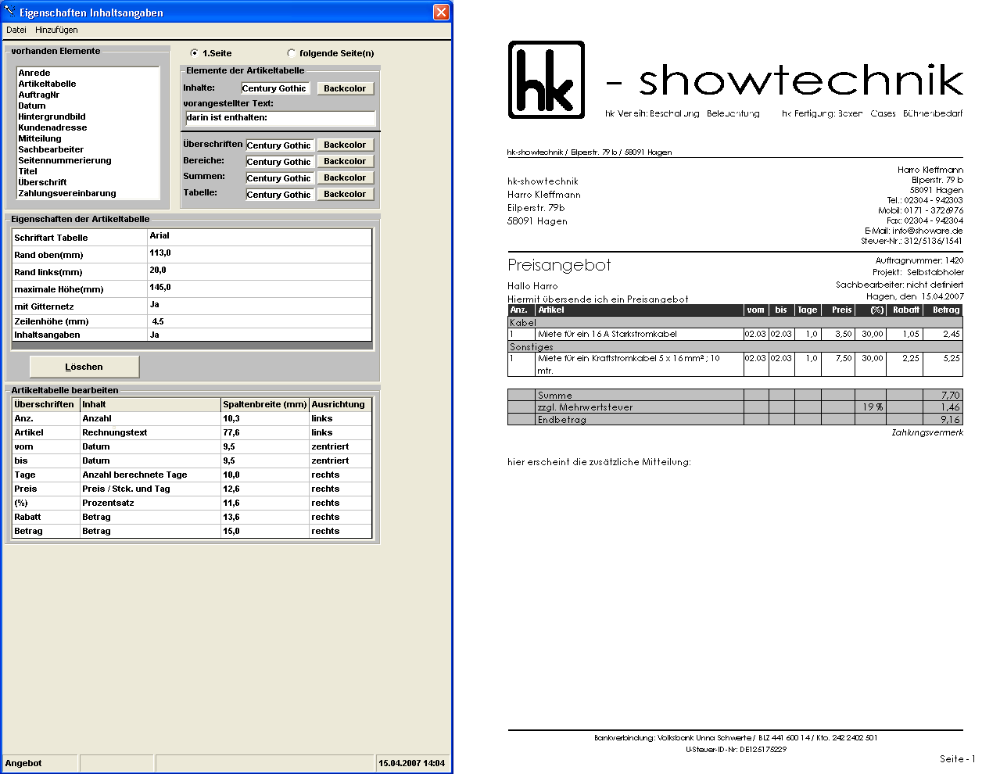 Eigenschaften Inhaltsangaben
Datei Hinzufügen
vorhanden Elemente
Anrede
Artikeltabelle
AuftragNr
Datum
Hintergrundbild
Kundenadresse
Mitteilung
Sachbearbeiter
Seitennummerierung
Titel
Überschrift
Zahlungsvereinbarung
1.Seite folgende Seite(n)
Elemente der Artikeltabelle
Inhalte: Century Gothic Backcolor
vorangestellter Text:
darin ist enthalten:
Überschriften Century Gothic Backcolor
Bereiche: Century Gothic Backcolor
Summen: Century Gothic Backcolor
Tabelle: Century Gothic Backcolor
Eigenschaften der Artikeltabelle
Schriftart Tabelle Arial
Rand oben(mm) 113,0
Rand links(mm) 20,0
maximale Höhe(mm) 145,0
mit Gitternetz Ja
Zeilenhöhe (mm) 4.5
Inhaltsangaben Ja
Löschen
Artikeltabelle bearbeiten
Überschriften Inhalt Spaltenbreite (mm) Ausrichtung
Anz. Anzahl 10,3 links
Artikel Rechnungstext 77,6 links
vom Datum 9,5 zentriert
bis Datum 9,5 zentriert
Tage Anzahl berechnete Tage 10,0 rechts
Preis Preis / Stck. und Tag 12,6 rechts
(%) Prozentsatz 11,6 rechts
Rabatt Betrag 13,6 rechts
Betrag Betrag 15,0 rechts
Angebot 15.04.2007 14:04
hk - showtechnik
hk Verleih: Beschallung Beleuchtung hk Fertigung: Boxen Cases Bühnenbedarf
hk-showtechnik / Eilperstr. 79 b / 58091 Hagen
hk-showtechnik
Harro Kleffmann
Eilperstr. 79b
58091 Hagen
Harro Kleffmann
Eilperstr. 79 b
58091 Hagen
Tel.: 02304 - 942303
Mobil: 0171 - 3726976
Fax: 02304 - 942304
E-Mail: info@showare.de
Steuer-Nr.: 312/5136/1541
Preisangebot
Hallo Harro
Hiermit übersende ich ein Preisangebot
Auftragnummer: 1420
Projekt: Selbstabholer
Sachbearbeiter: nicht definiert
Hagen, den 15.04.2007
Anz. Artikel vom bis Tage Preis (%) Rabatt Betrag
Kabel
1 Miete für ein 16 A Starkstromkabel 02.03 02.03 1,0 3,50 30,00 1,05 2,45
Sonstiges
1 Miete für ein Kraftstromkabel 5 x 16 mm² ; 10 02.03 02.03 1,0 7,50 30,00 2,25 5,25
mtr.
Summe 7,70
zzgl. Mehrwertsteuer 19 % 1,46
Endbetrag 9,16
Zahlungsvermerk
hier erscheint die zusätzliche Mitteilung:
Bankverbindung: Volksbank Unna Schwerte / BLZ 441 600 14 / Kto. 242 2402 501
U-Steuer-ID-Nr: DE125175229
Seite - 1